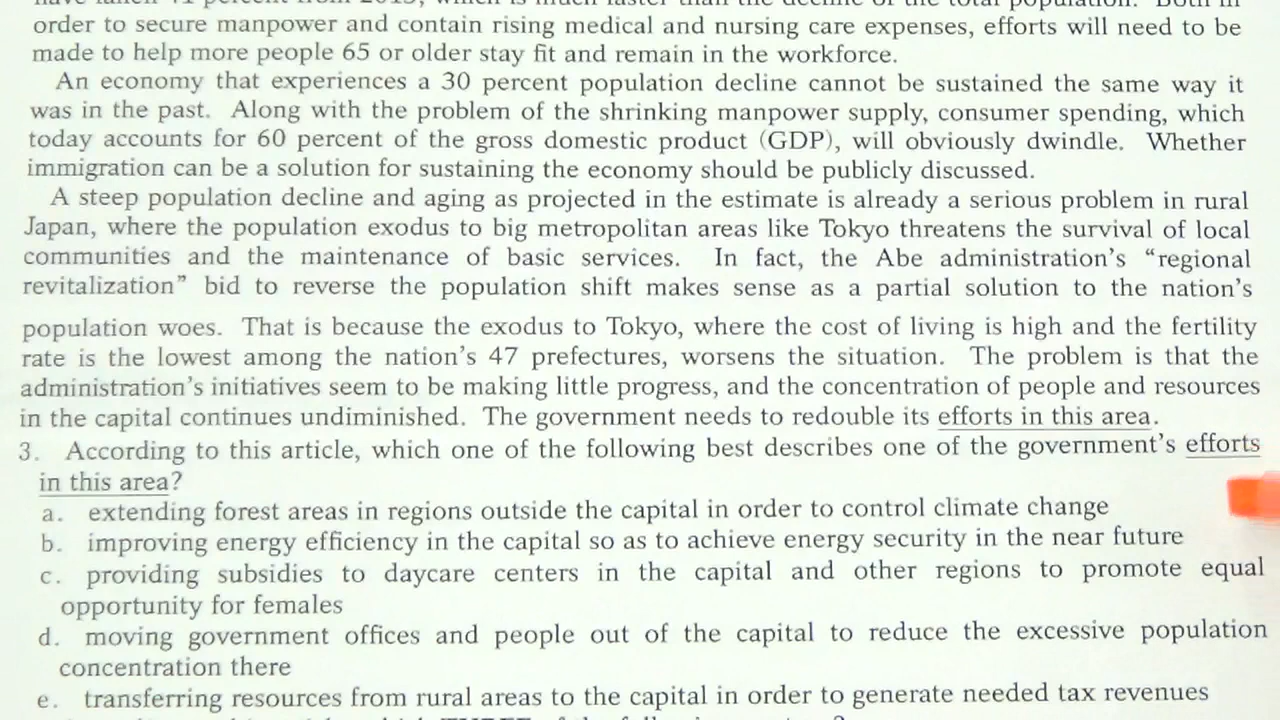 order to secure manpower and contain rising medical and nursing care expenses, efforts will need to be
made to help more people 65 or older stay fit and remain in the workforce.
An economy that experiences a 30 percent population decline cannot be sustained the same way it
was in the past. Along with the problem of the shrinking manpower supply, consumer spending, which
today accounts for 60 percent of the gross domestic product (GDP), will obviously dwindle. Whether
immigration can be a solution for sustaining the economy should be publicly discussed.
A steep population decline and aging as projected in the estimate is already a serious problem in rural
Japan, where the population exodus to big metropolitan areas like Tokyo threatens the survival of local
communities and the maintenance of basic services. In fact, the Abe administration's “regional
revitalization” bid to reverse the population shift makes sense as a partial solution to the nation's
population woes. That is because the exodus to Tokyo, where the cost of living is high and the fertility
rate is the lowest among the nation's 47 prefectures, worsens the situation. The problem is that the
administration's initiatives seem to be making little progress, and the concentration of people and resources
in the capital continues undiminished. The government needs to redouble its efforts in this area.
3. According to this article, which one of the following best describes one of the government's efforts
in this area?
a. extending forest areas in regions outside the capital in order to control climate change
b. improving energy efficiency in the capital so as to achieve energy security in the near future
c. providing subsidies to daycare centers in the capital and other regions to promote equal
opportunity for females
d. moving government offices and people out of the capital to reduce the excessive population
concentration there
e. transferring resources from rural areas to the capital in order to generate needed tax revenues